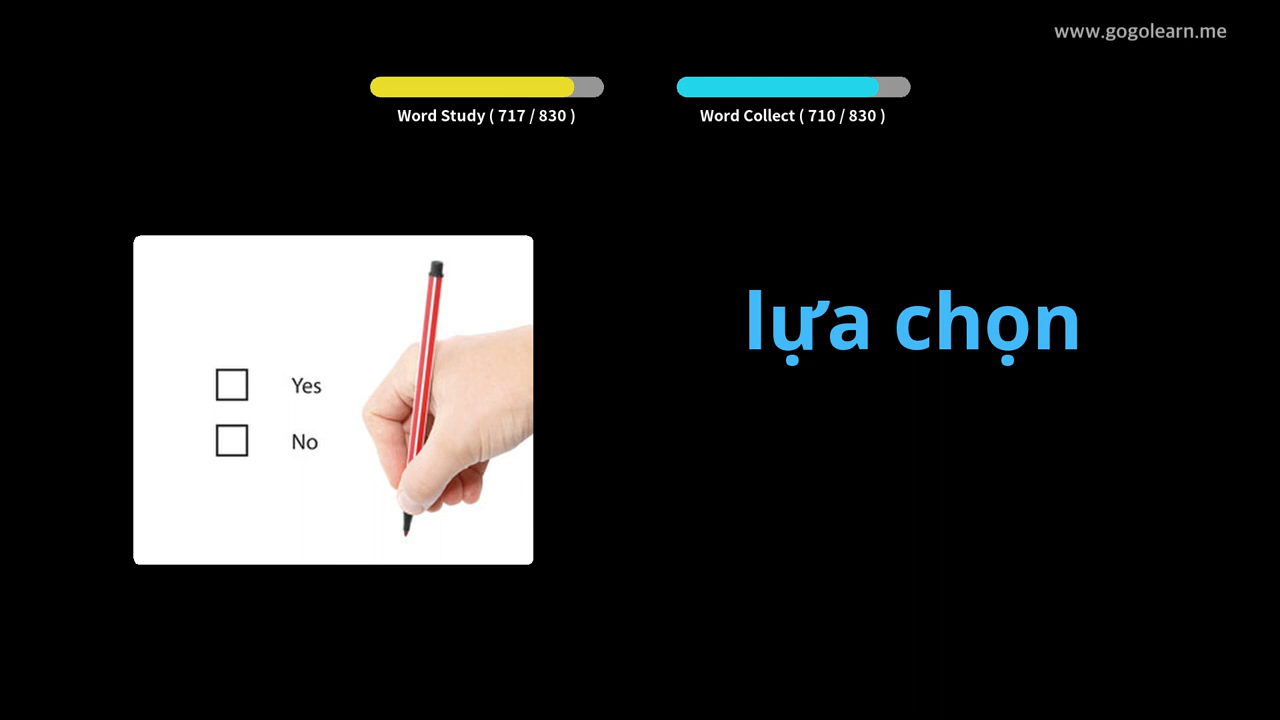 www.gogolearn.me
Word Study ( 717 / 830 )
Word Collect ( 710 / 830 )
lựa chọn
Yes
No